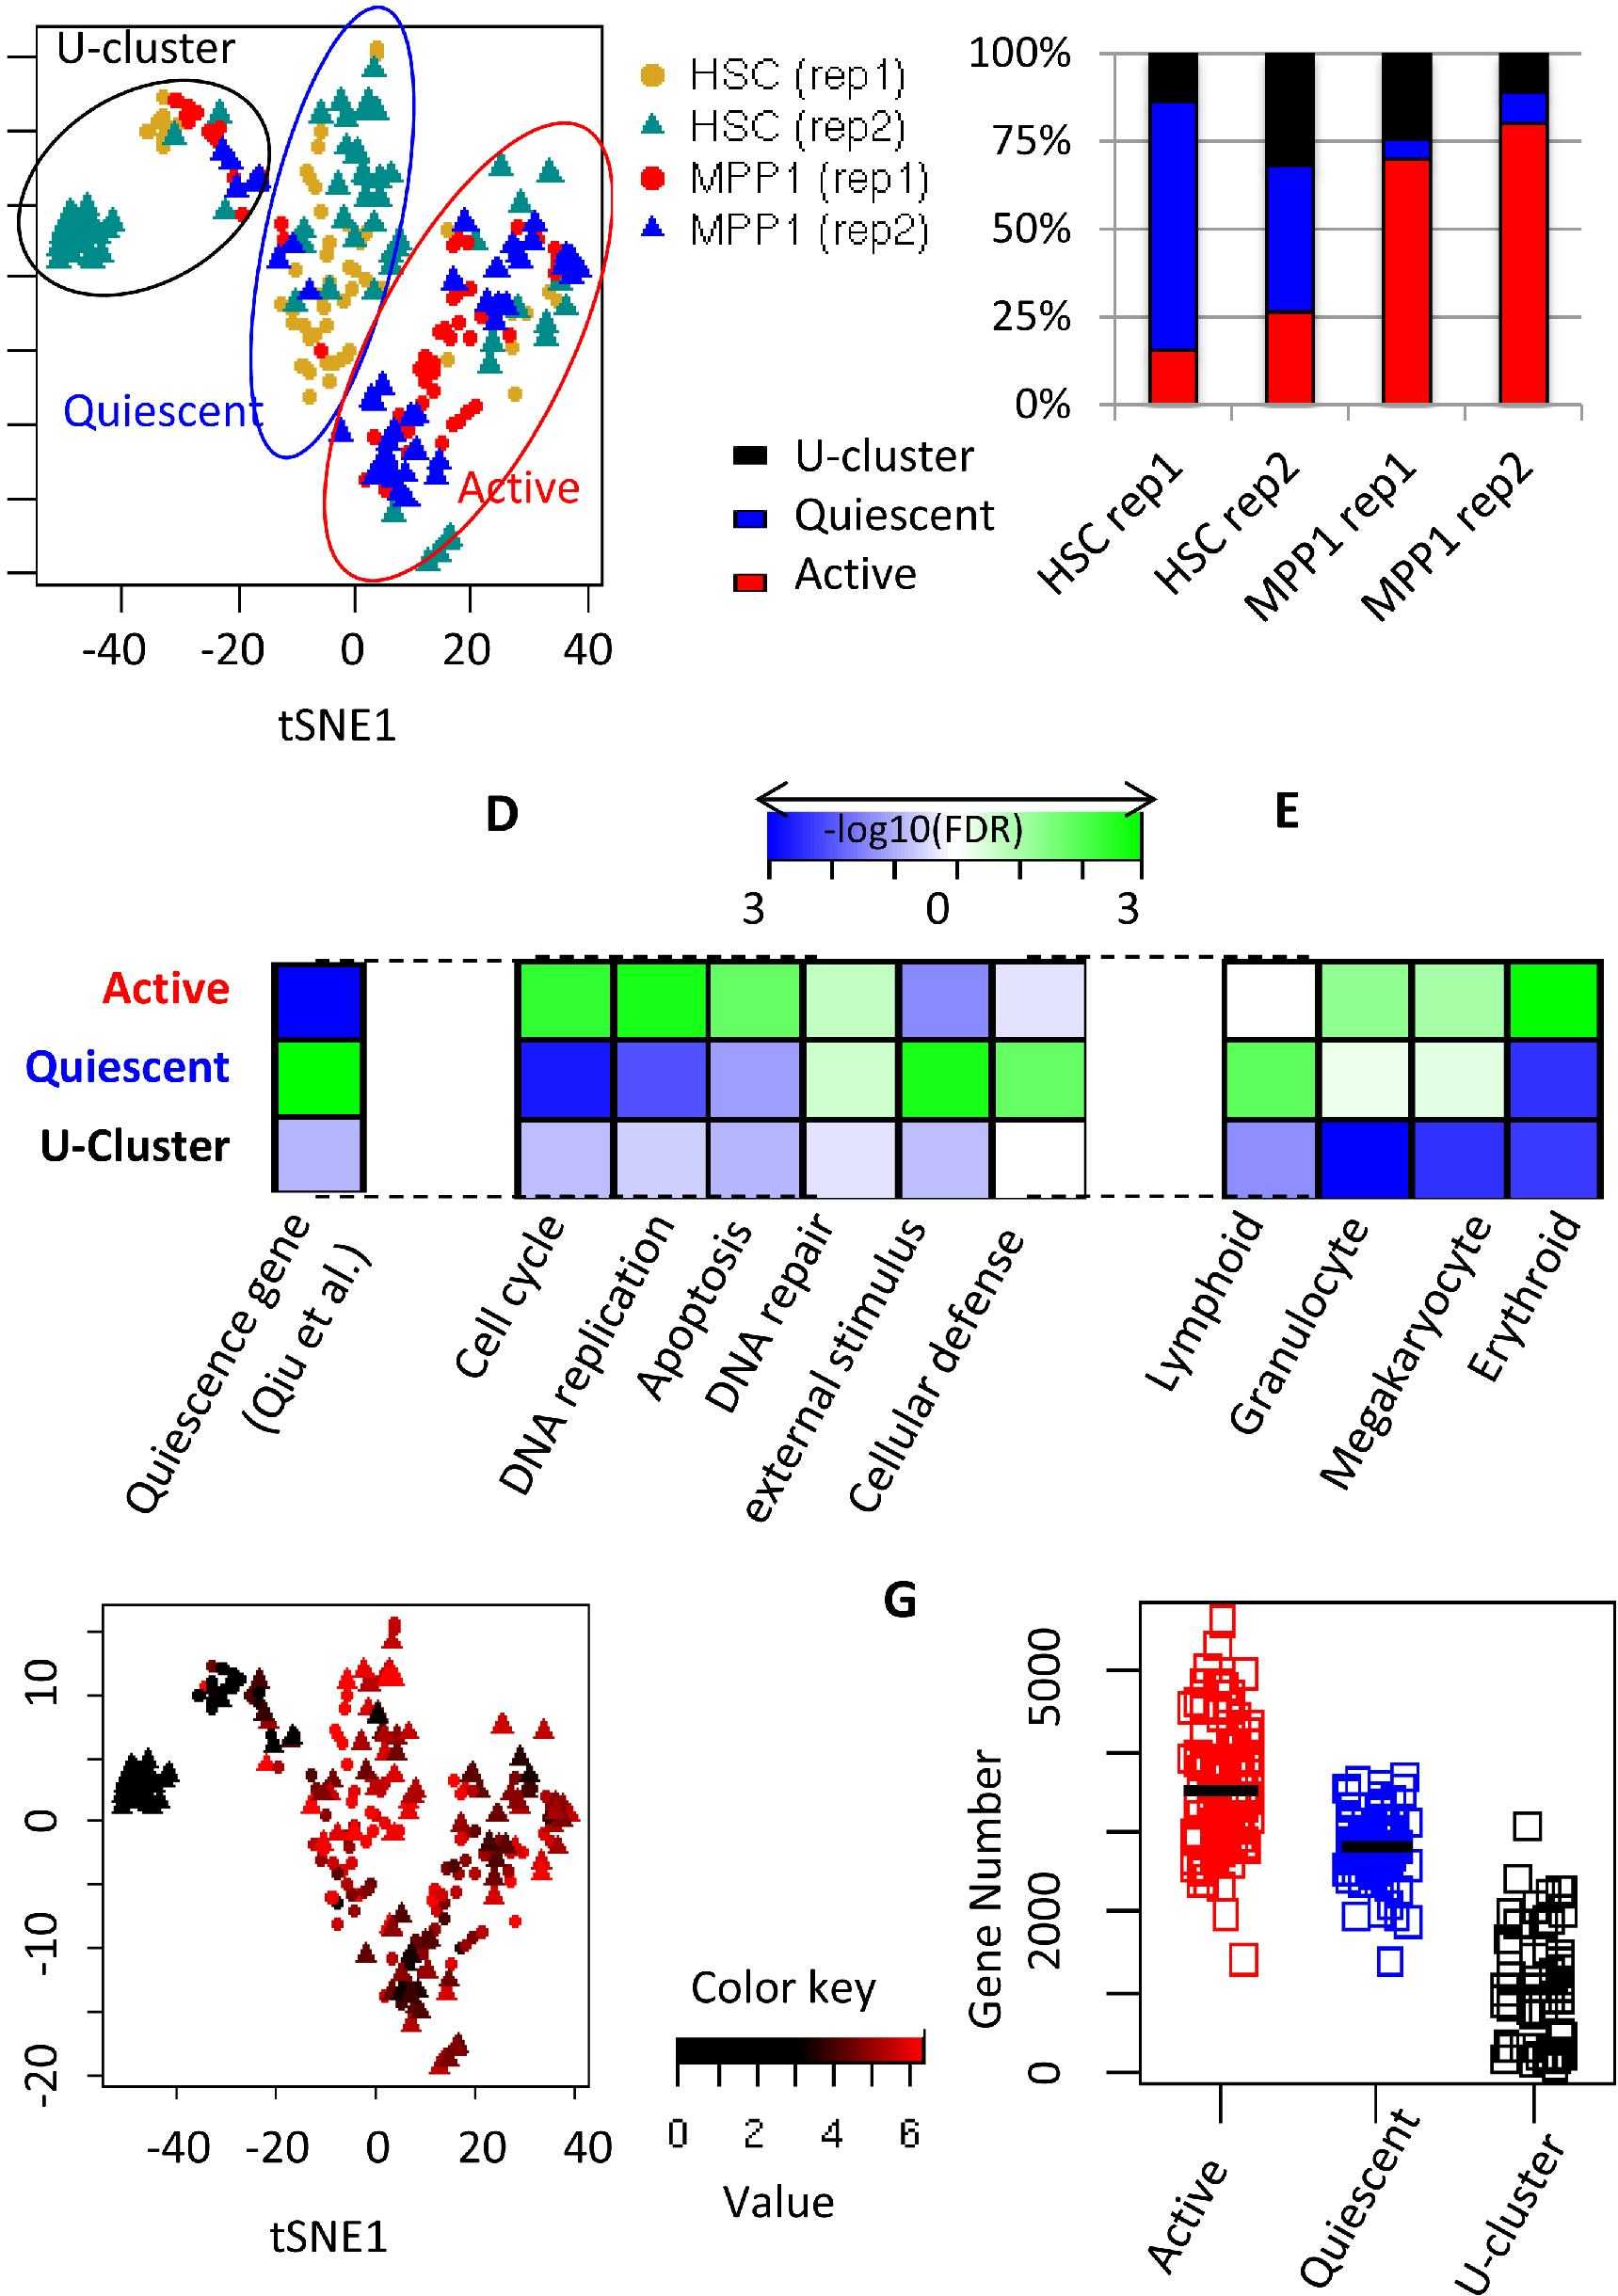 U-cluster
Quiescent
Active
-40 -20 0 20 40
tSNE1
HSC (rep1)
HSC (rep2)
MPP1 (rep1)
MPP1 (rep2)
100%
75%
50%
25%
0%
HSC rep1
HSC rep2
MPP1 rep1
MPP1 rep2
U-cluster
Quiescent
Active
D
-log10(FDR)
3 0 3
E
Active
Quiescent
U-Cluster
Quiescence gene
(Qiu et al.)
Cell cycle
DNA replication
Apoptosis
DNA repair
external stimulus
Cellular defense
Lymphoid
Granulocyte
Megakaryocyte
Erythroid
10
0
-10
-20
-40 -20 0 20 40
tSNE1
Color key
0 2 4 6
Value
G
Gene Number
5000
2000
0
Active
Quiescent
U-cluster